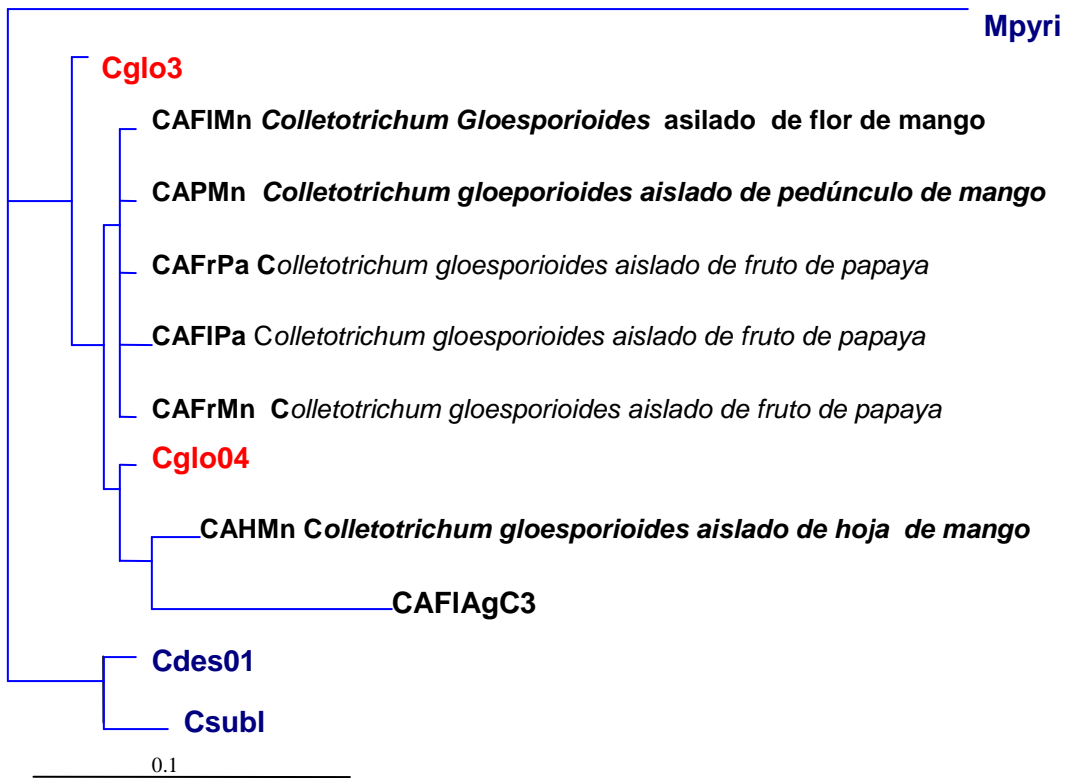 Mpyri
Cglo3
CAFlMn Colletotrichum Gloesporioides asilado de flor de mango
CAPMn Colletotrichum gloeporioides aislado de pedúnculo de mango
CAFrPa Colletotrichum gloesporioides aislado de fruto de papaya
CAFlPa Colletotrichum gloesporioides aislado de fruto de papaya
CAFrMn Colletotrichum gloesporioides aislado de fruto de papaya
Cglo04
CAHMn Colletotrichum gloesporioides aislado de hoja de mango
CAFlAgC3
Cdes01
Csubl
0.1